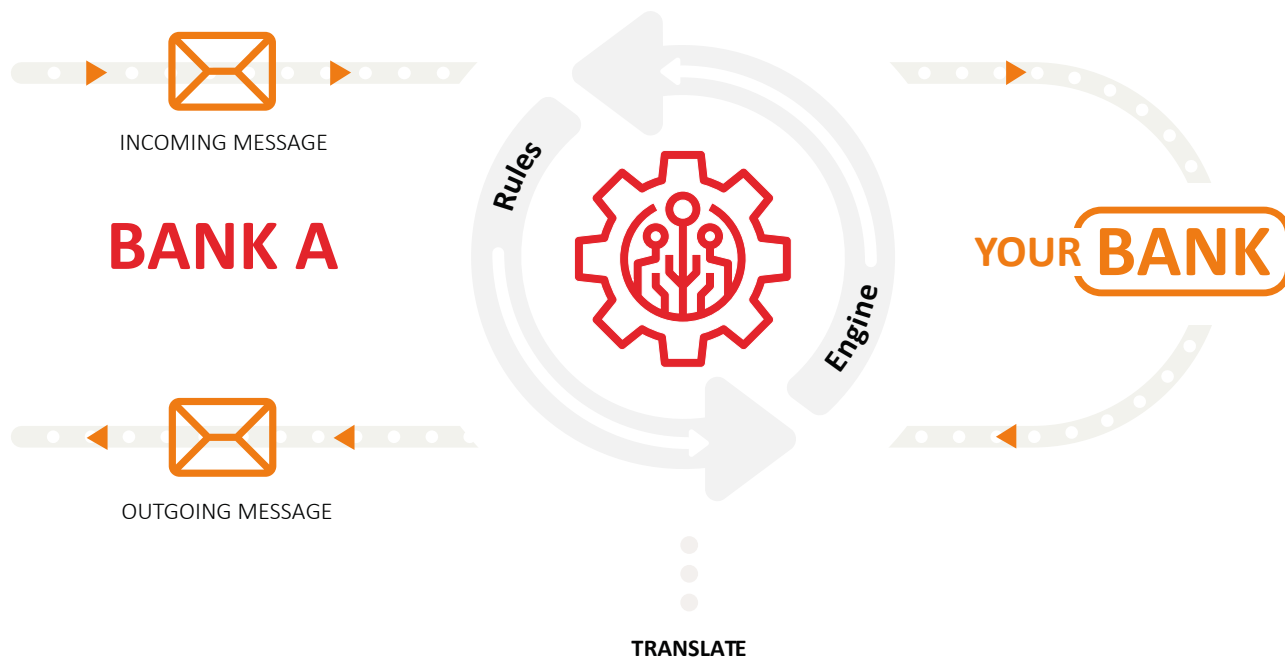 INCOMING MESSAGE
Rules
BANK A
YOUR BANK
Engine
OUTGOING MESSAGE
TRANSLATE